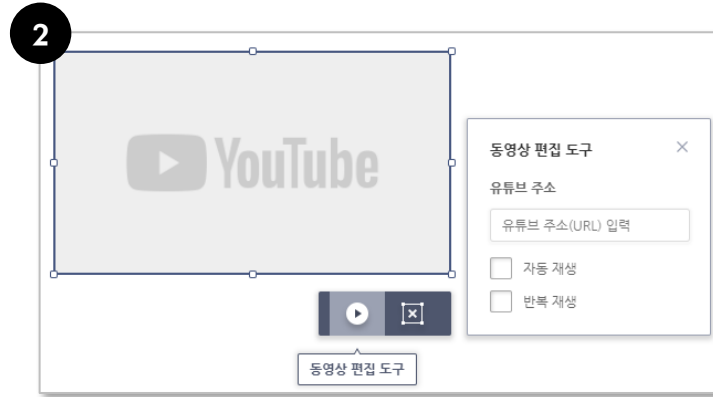 2
YouTube
동영상 편집 도구
유튜브 주소
유튜브 주소(URL) 입력
자동 재생
반복 재생
동영상 편집 도구